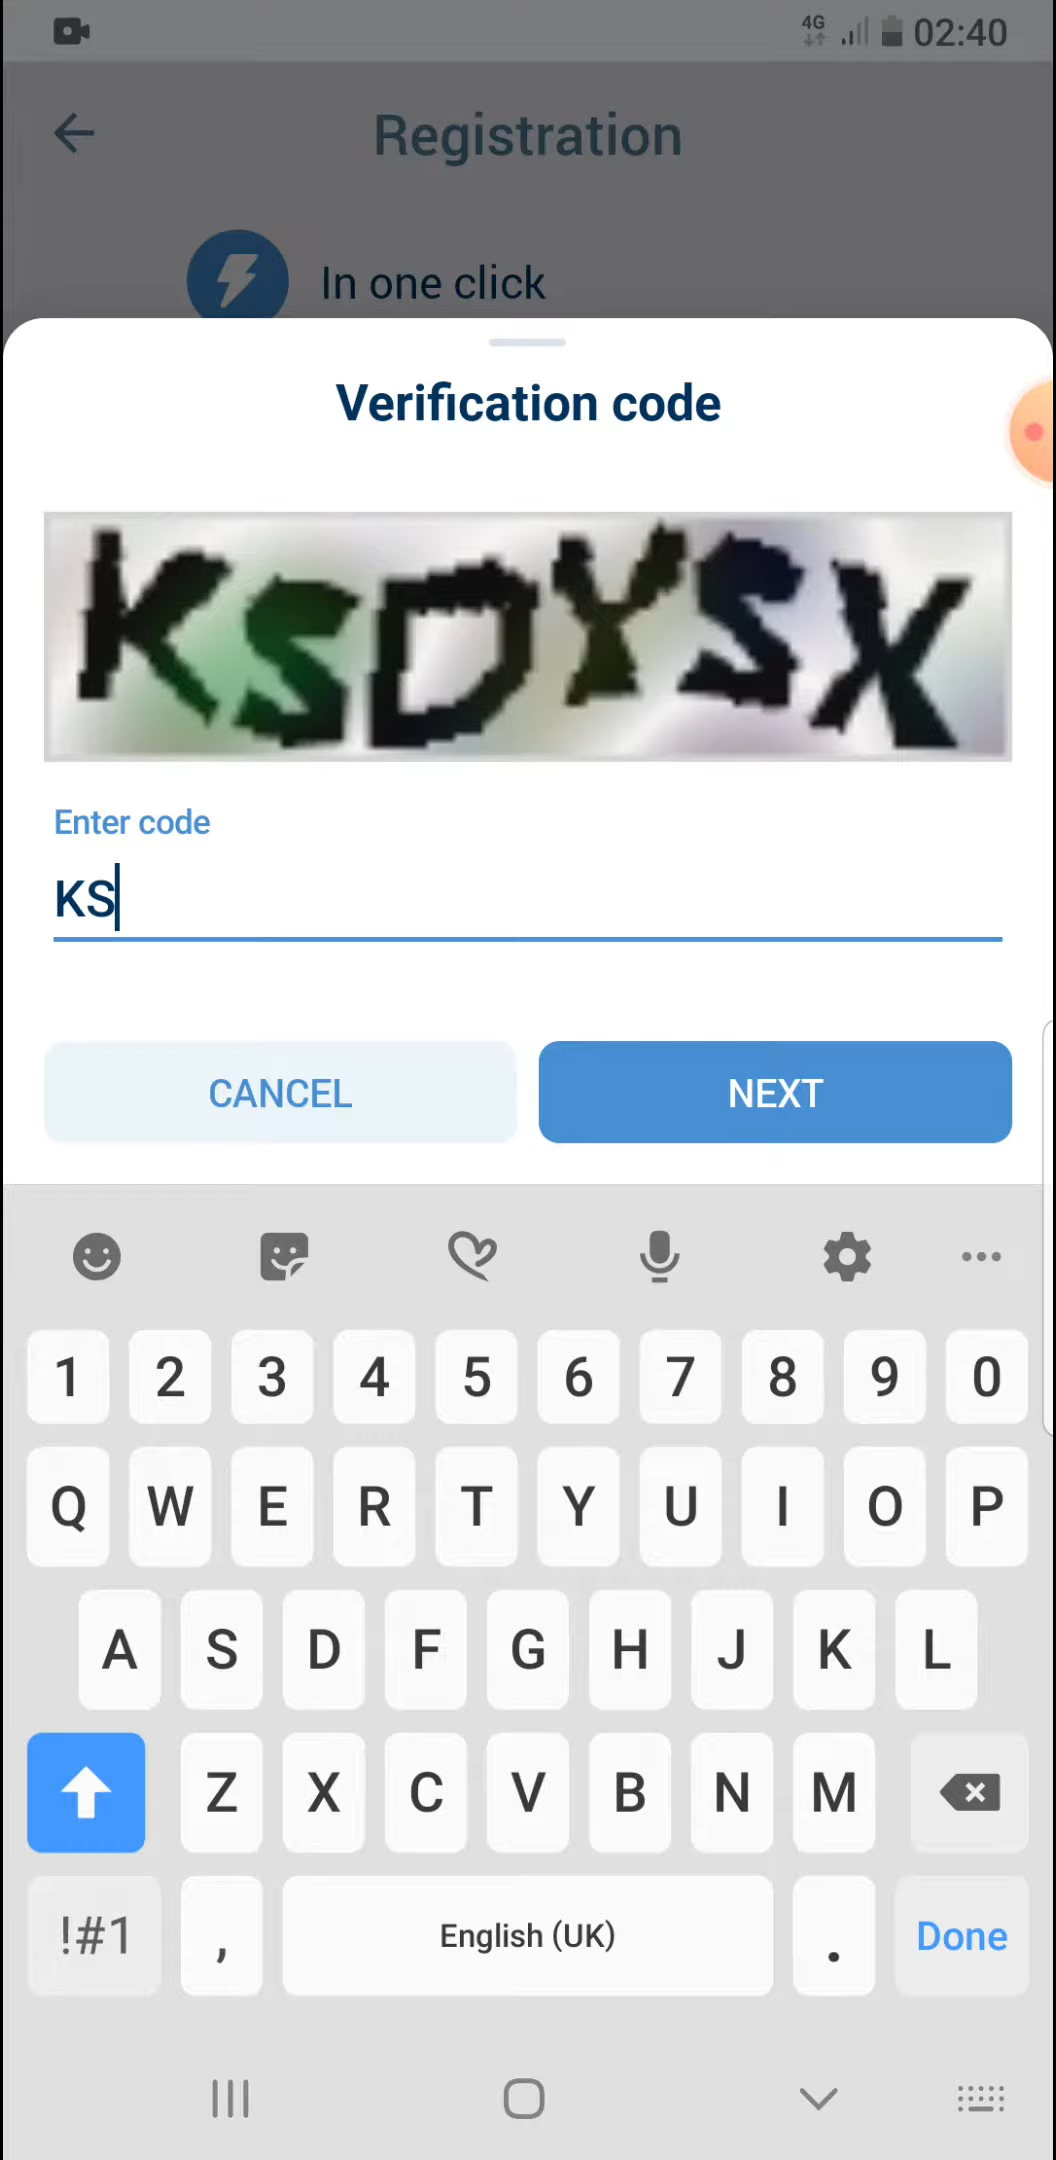 4G 02:40
Registration
In one click
Verification code
KSDYSX
Enter code
KS
CANCEL NEXT
1 2 3 4 5 6 7 8 9 0
Q W E R T Y U I O P
A S D F G H J K L
Z X C V B N M
!#1 , English (UK) . Done